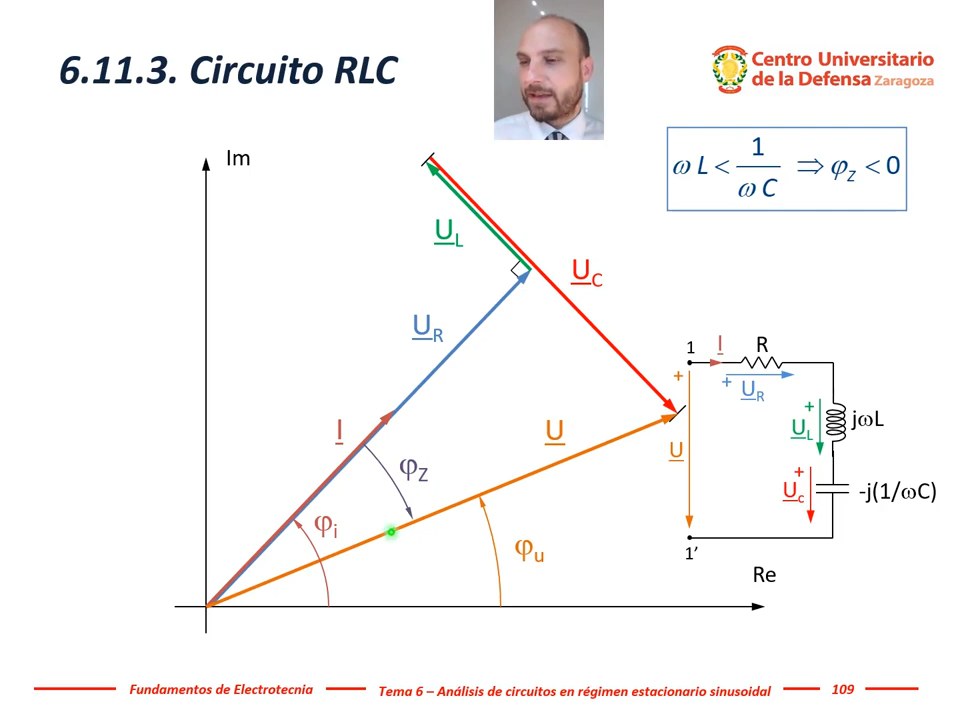 6.11.3. Circuito RLC
Centro Universitario
de la Defensa Zaragoza
ω L < 1/(ω C) ⇒ φZ < 0
Im
UL
UC
UR
I
U
φZ
φi
φu
Re
1
I
R
+
+
UR
U
+
UL
jωL
+
Uc
-j(1/ωC)
1’
Fundamentos de Electrotecnia
Tema 6 – Análisis de circuitos en régimen estacionario sinusoidal
109